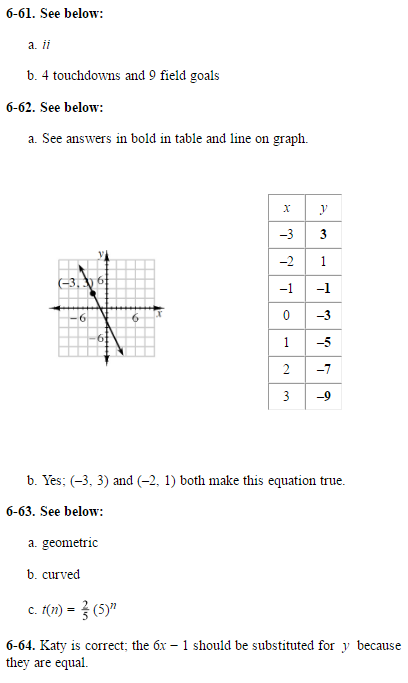 6-61. See below:
a. ii
b. 4 touchdowns and 9 field goals
6-62. See below:
a. See answers in bold in table and line on graph.
y
(–3, 3) 6
–6 6 x
–6
x y
–3 3
–2 1
–1 –1
0 –3
1 –5
2 –7
3 –9
b. Yes; (–3, 3) and (–2, 1) both make this equation true.
6-63. See below:
a. geometric
b. curved
c. t(n) = 2/5 (5)ⁿ
6-64. Katy is correct; the 6x – 1 should be substituted for y because
they are equal.